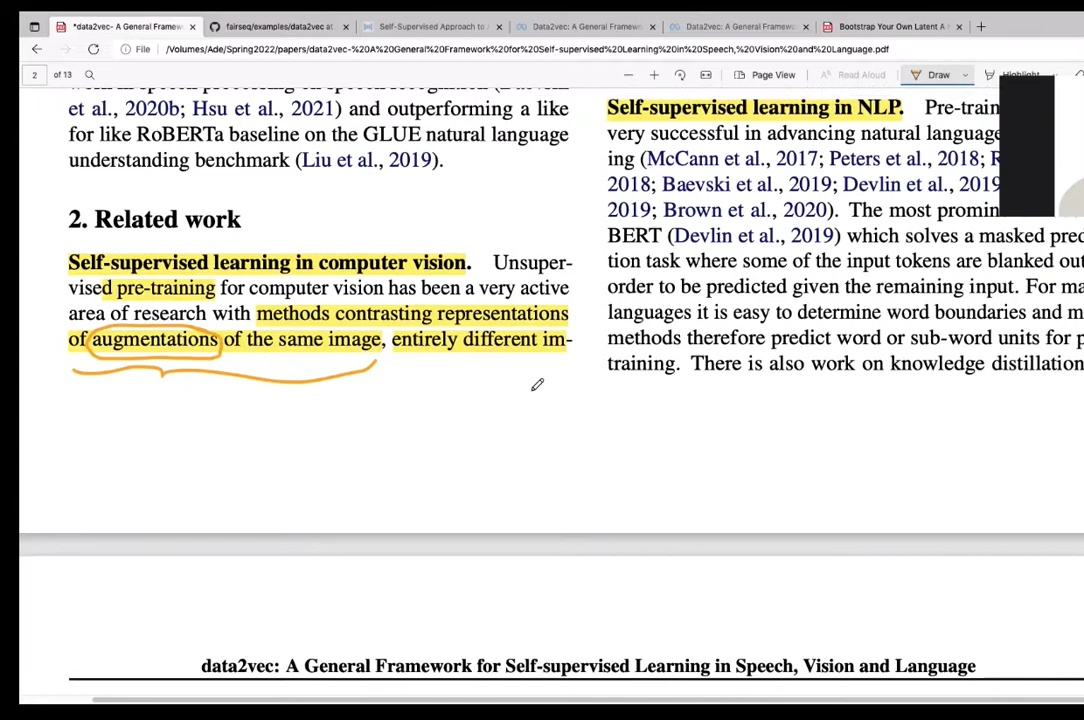 *data2vec- A General Framew
fairseq/examples/data2vec at
Self-Supervised Approach to
Data2vec: A General Framewo
Data2vec: A General Framewo
Bootstrap Your Own Latent A
File
/Volumes/Ade/Spring2022/papers/data2vec-%20A%20General%20Framework%20for%20Self-supervised%20Learning%20in%20Speech,%20Vision%20and%20Language.pdf
2 of 13
Page View
Read Aloud
Draw
Highlight
et al., 2020b; Hsu et al., 2021) and outperforming a like
for like RoBERTa baseline on the GLUE natural language
understanding benchmark (Liu et al., 2019).
2. Related work
Self-supervised learning in computer vision. Unsuper-
vised pre-training for computer vision has been a very active
area of research with methods contrasting representations
of augmentations of the same image, entirely different im-
Self-supervised learning in NLP. Pre-train
very successful in advancing natural language
ing (McCann et al., 2017; Peters et al., 2018; R
2018; Baevski et al., 2019; Devlin et al., 2019
2019; Brown et al., 2020). The most promin
BERT (Devlin et al., 2019) which solves a masked pred
tion task where some of the input tokens are blanked out
order to be predicted given the remaining input. For ma
languages it is easy to determine word boundaries and m
methods therefore predict word or sub-word units for p
training. There is also work on knowledge distillation
data2vec: A General Framework for Self-supervised Learning in Speech, Vision and Language